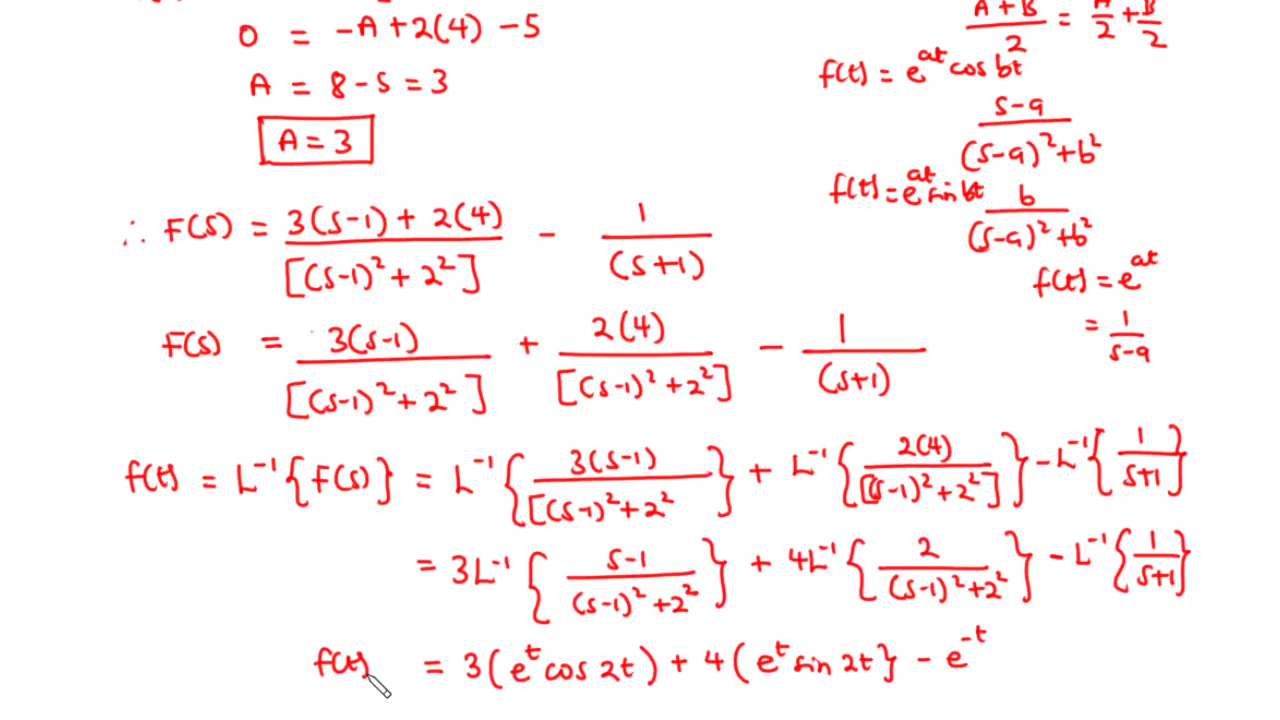 0 = -A + 2(4) - 5
A = 8 - 5 = 3
A = 3
∴ F(s) = 3(s-1) + 2(4) / [(s-1)² + 2²] - 1 / (s+1)
F(s) = 3(s-1) / [(s-1)² + 2²] + 2(4) / [(s-1)² + 2²] - 1 / (s+1)
f(t) = L⁻¹{F(s)} = L⁻¹{3(s-1) / [(s-1)² + 2²} + L⁻¹{2(4) / [(s-1)² + 2²]} - L⁻¹{1 / s+1}
= 3L⁻¹{s-1 / (s-1)² + 2²} + 4L⁻¹{2 / (s-1)² + 2²} - L⁻¹{1 / s+1}
f(t) = 3(eᵗ cos 2t) + 4(eᵗ sin 2t} - e⁻ᵗ
A + B / 2 = A/2 + B/2
f(t) = eᵃᵗ cos bt
s-a / (s-a)² + b²
f(t) = eᵃᵗ sin bt
b / (s-a)² + b²
f(t) = eᵃᵗ
= 1 / s-a